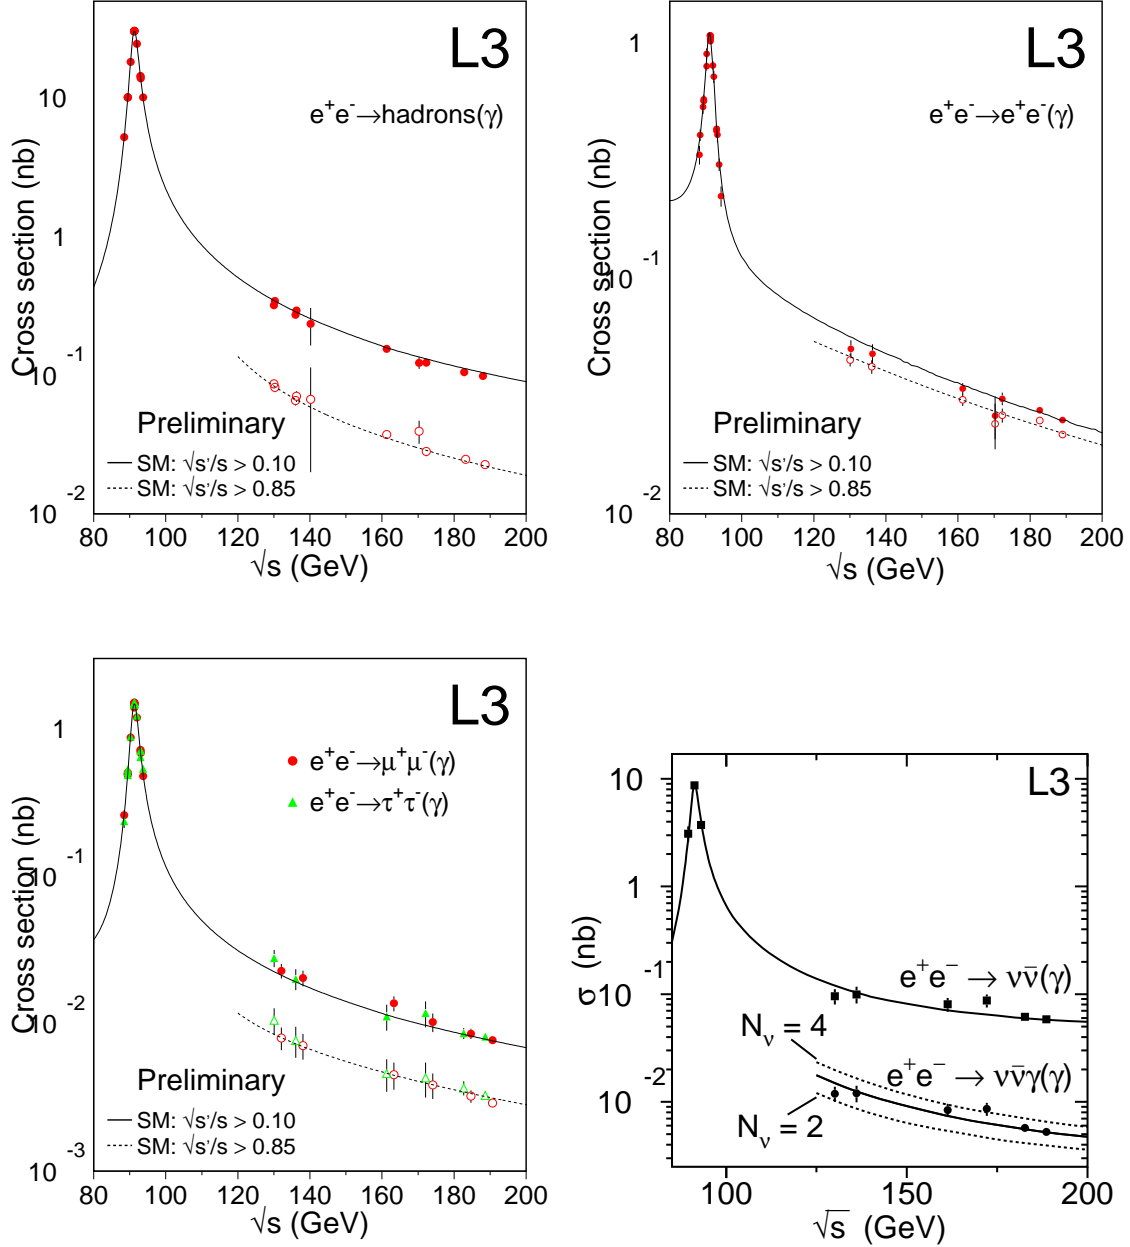 L3
e⁺e⁻→hadrons(γ)
Cross section (nb)
10
1
10⁻¹
10⁻²
Preliminary
SM: √s'/s > 0.10
SM: √s'/s > 0.85
80 100 120 140 160 180 200
√s (GeV)
L3
e⁺e⁻→e⁺e⁻(γ)
Cross section (nb)
1
10⁻¹
10⁻²
Preliminary
SM: √s'/s > 0.10
SM: √s'/s > 0.85
80 100 120 140 160 180 200
√s (GeV)
L3
e⁺e⁻→μ⁺μ⁻(γ)
e⁺e⁻→τ⁺τ⁻(γ)
Cross section (nb)
1
10⁻¹
10⁻²
10⁻³
Preliminary
SM: √s'/s > 0.10
SM: √s'/s > 0.85
80 100 120 140 160 180 200
√s (GeV)
L3
σ (nb)
10
1
10⁻¹
10⁻²
e⁺e⁻ → νν̄(γ)
N_ν = 4
e⁺e⁻ → νν̄γ(γ)
N_ν = 2
100 150 200
√s (GeV)